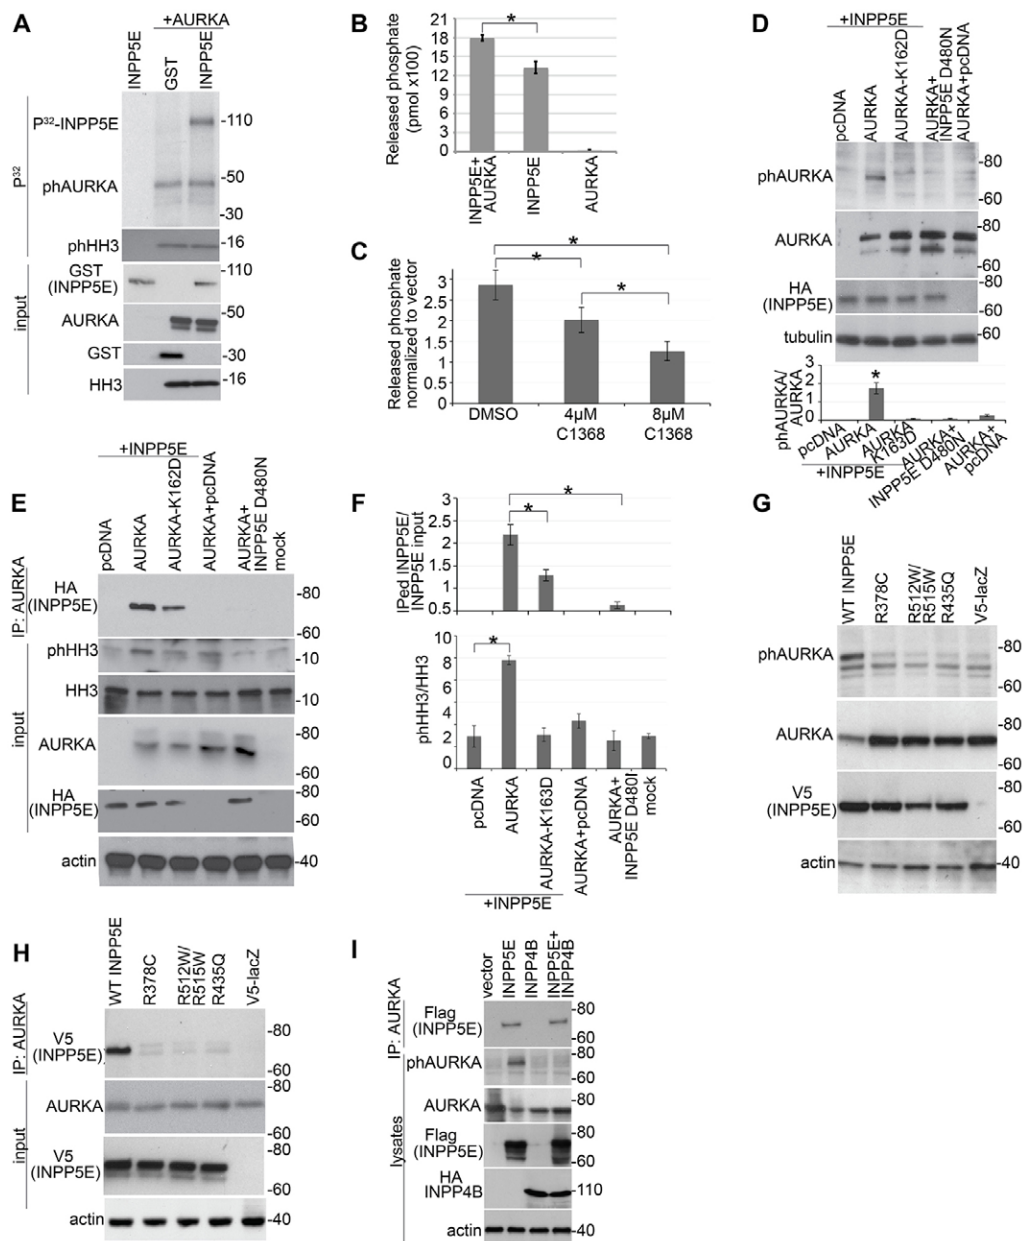 A
+AURKA
INPP5E
GST
INPP5E
P32
P32-INPP5E
-110
phAURKA
-50
-30
phHH3
-16
input
GST
(INPP5E)
-110
AURKA
-50
GST
-30
HH3
-16
B
Released phosphate
(pmol x100)
21
18
15
12
9
6
3
0
*
INPP5E+
AURKA
INPP5E
AURKA
C
Released phosphate
normalized to vector
3
2.5
2
1.5
1
0.5
0
*
*
*
DMSO
4µM
C1368
8µM
C1368
D
+INPP5E
pcDNA
AURKA
AURKA-K162D
AURKA+
INPP5E D480N
AURKA+pcDNA
phAURKA
-80
-60
AURKA
-80
-60
HA
(INPP5E)
-80
-60
tubulin
-60
phAURKA/
AURKA
3
2
1
0
*
pcDNA
AURKA
AURKA
K163D
AURKA+
INPP5E D480N
AURKA+
pcDNA
+INPP5E
E
+INPP5E
pcDNA
AURKA
AURKA-K162D
AURKA+pcDNA
AURKA+
INPP5E D480N
mock
IP: AURKA
HA
(INPP5E)
-80
-60
input
phHH3
-10
HH3
-10
AURKA
-80
-60
HA
(INPP5E)
-80
-60
actin
-40
F
IPed INPP5E/
INPP5E input
3
2.5
2
1.5
0.5
*
*
phHH3/HH3
10
8
6
4
2
0
*
pcDNA
AURKA
AURKA-K163D
AURKA+pcDNA
AURKA+
INPP5E D480I
mock
+INPP5E
G
WT INPP5E
R378C
R512W/
R515W
R435Q
V5-lacZ
phAURKA
-80
-60
AURKA
-80
-60
V5
(INPP5E)
-80
-60
actin
-40
H
WT INPP5E
R378C
R512W/
R515W
R435Q
V5-lacZ
IP: AURKA
V5
(INPP5E)
-80
-60
input
AURKA
-80
-60
V5
(INPP5E)
-80
-60
actin
-40
I
vector
INPP5E
INPP4B
INPP5E+
INPP4B
IP: AURKA
Flag
(INPP5E)
-80
-60
lysates
phAURKA
-80
-60
AURKA
-80
Flag
(INPP5E)
-80
-60
HA
INPP4B
-110
actin
-40